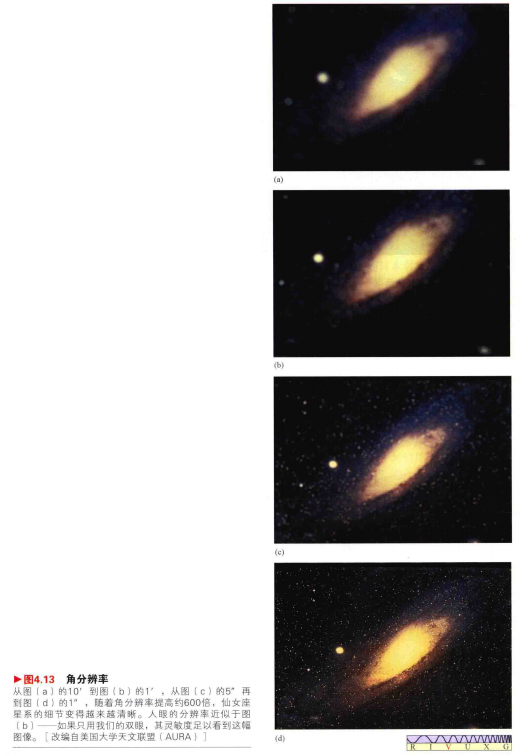 (a)
(b)
(c)
▶图4.13 角分辨率
从图（a）的10′到图（b）的1′，从图（c）的5″再
到图（d）的1″，随着角分辨率提高约600倍，仙女座
星系的细节变得越来越清晰。人眼的分辨率近似于图
（b）——如果只用我们的双眼，其灵敏度足以看到这幅
图像。［改编自美国大学天文联盟（AURA）］
(d)
R I V U X G